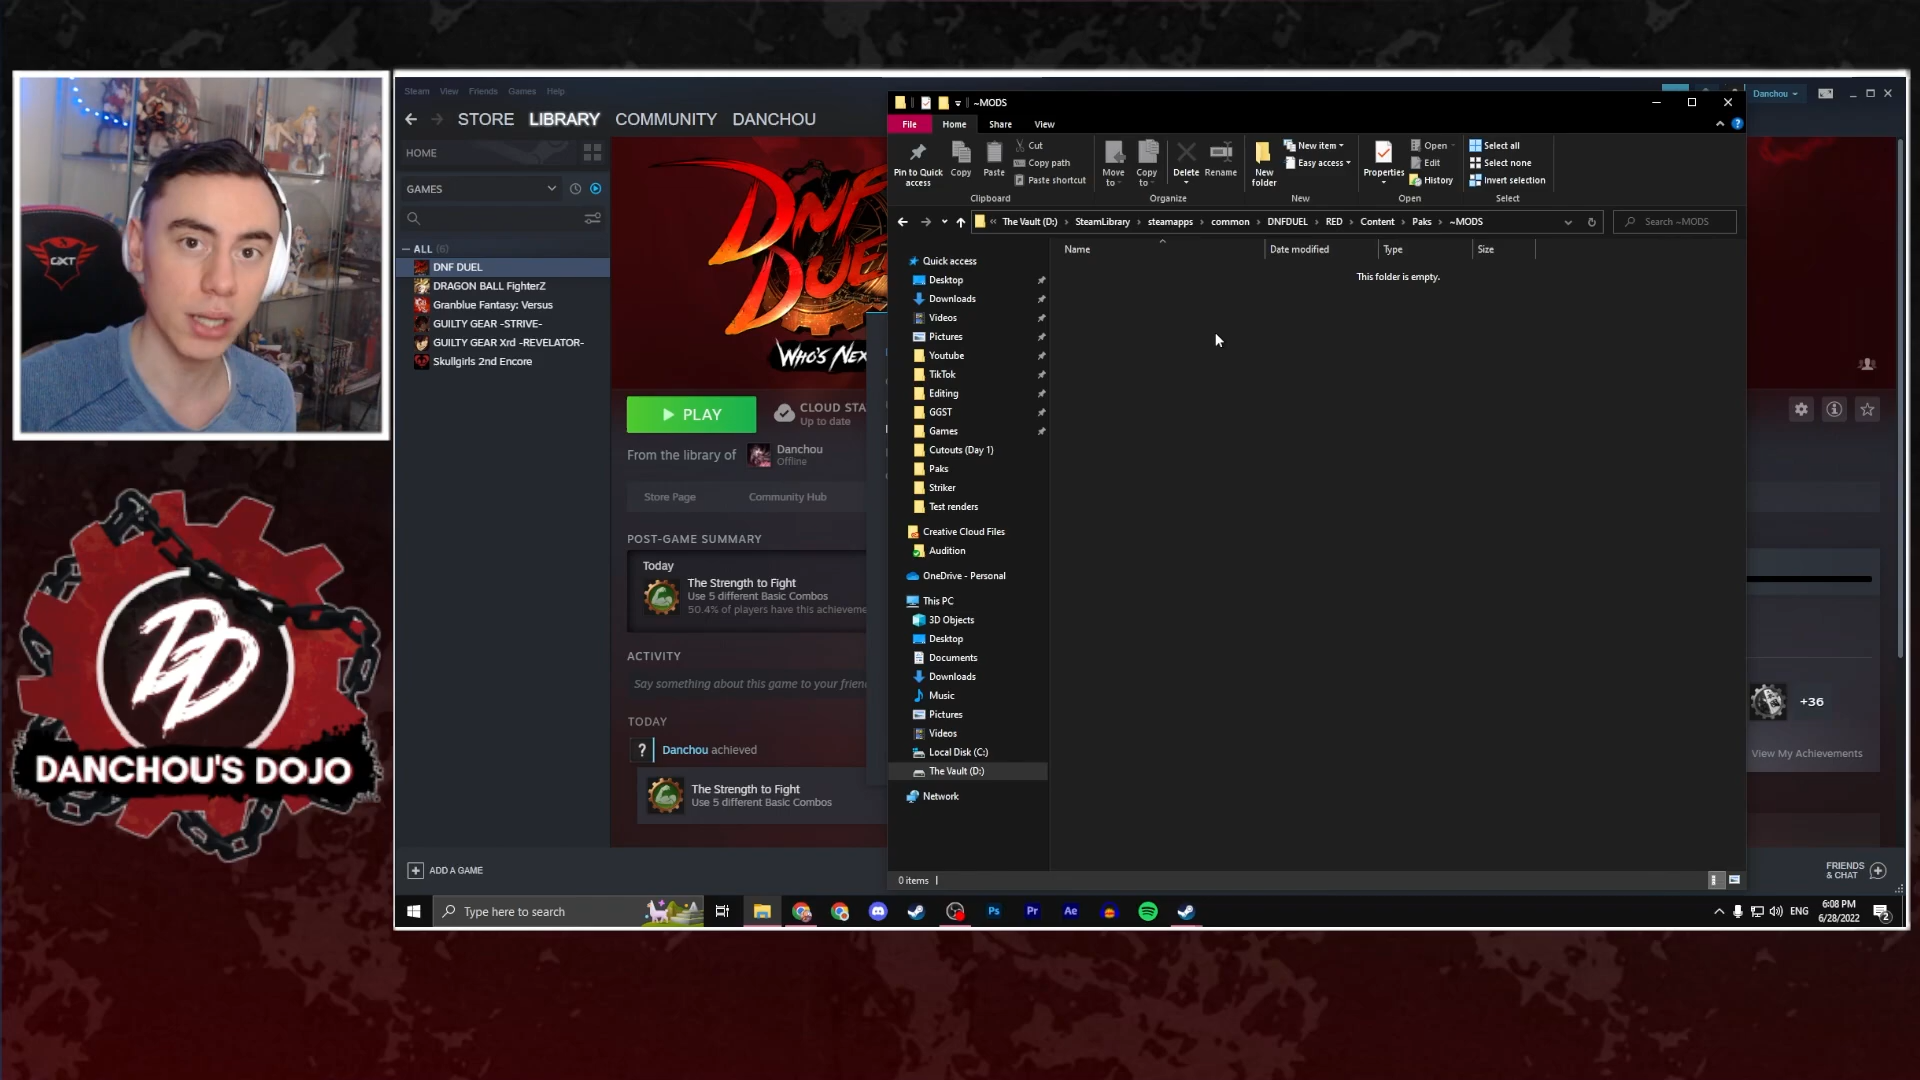 Steam View Friends Games Help
Danchou
STORE LIBRARY COMMUNITY DANCHOU
HOME
GAMES
ALL (6)
DNF DUEL
DRAGON BALL FighterZ
Granblue Fantasy: Versus
GUILTY GEAR -STRIVE-
GUILTY GEAR Xrd -REVELATOR-
Skullgirls 2nd Encore
ADD A GAME
DNF
DUEL
WHO'S NEX
PLAY
CLOUD STA
Up to date
From the library of Danchou
Offline
Store Page Community Hub
POST-GAME SUMMARY
Today
The Strength to Fight
Use 5 different Basic Combos
50.4% of players have this achieveme
ACTIVITY
Say something about this game to your frien
TODAY
? Danchou achieved
The Strength to Fight
Use 5 different Basic Combos
~MODS
File Home Share View
Pin to Quick access
Copy
Paste
Cut
Copy path
Paste shortcut
Clipboard
Move to
Copy to
Delete
Rename
Organize
New folder
New item
Easy access
New
Properties
Open
Edit
History
Open
Select all
Select none
Invert selection
Select
« The Vault (D:) › SteamLibrary › steamapps › common › DNFDUEL › RED › Content › Paks › ~MODS
Search ~MODS
Name Date modified Type Size
This folder is empty.
Quick access
Desktop
Downloads
Videos
Pictures
Youtube
TikTok
Editing
GGST
Games
Cutouts (Day 1)
Paks
Striker
Test renders
Creative Cloud Files
Audition
OneDrive - Personal
This PC
3D Objects
Desktop
Documents
Downloads
Music
Pictures
Videos
Local Disk (C:)
The Vault (D:)
Network
0 items
+36
View My Achievements
FRIENDS
& CHAT
Type here to search
Ps Pr Ae
ENG
6:08 PM
6/28/2022
2
GXT
DD
DANCHOU'S DOJO